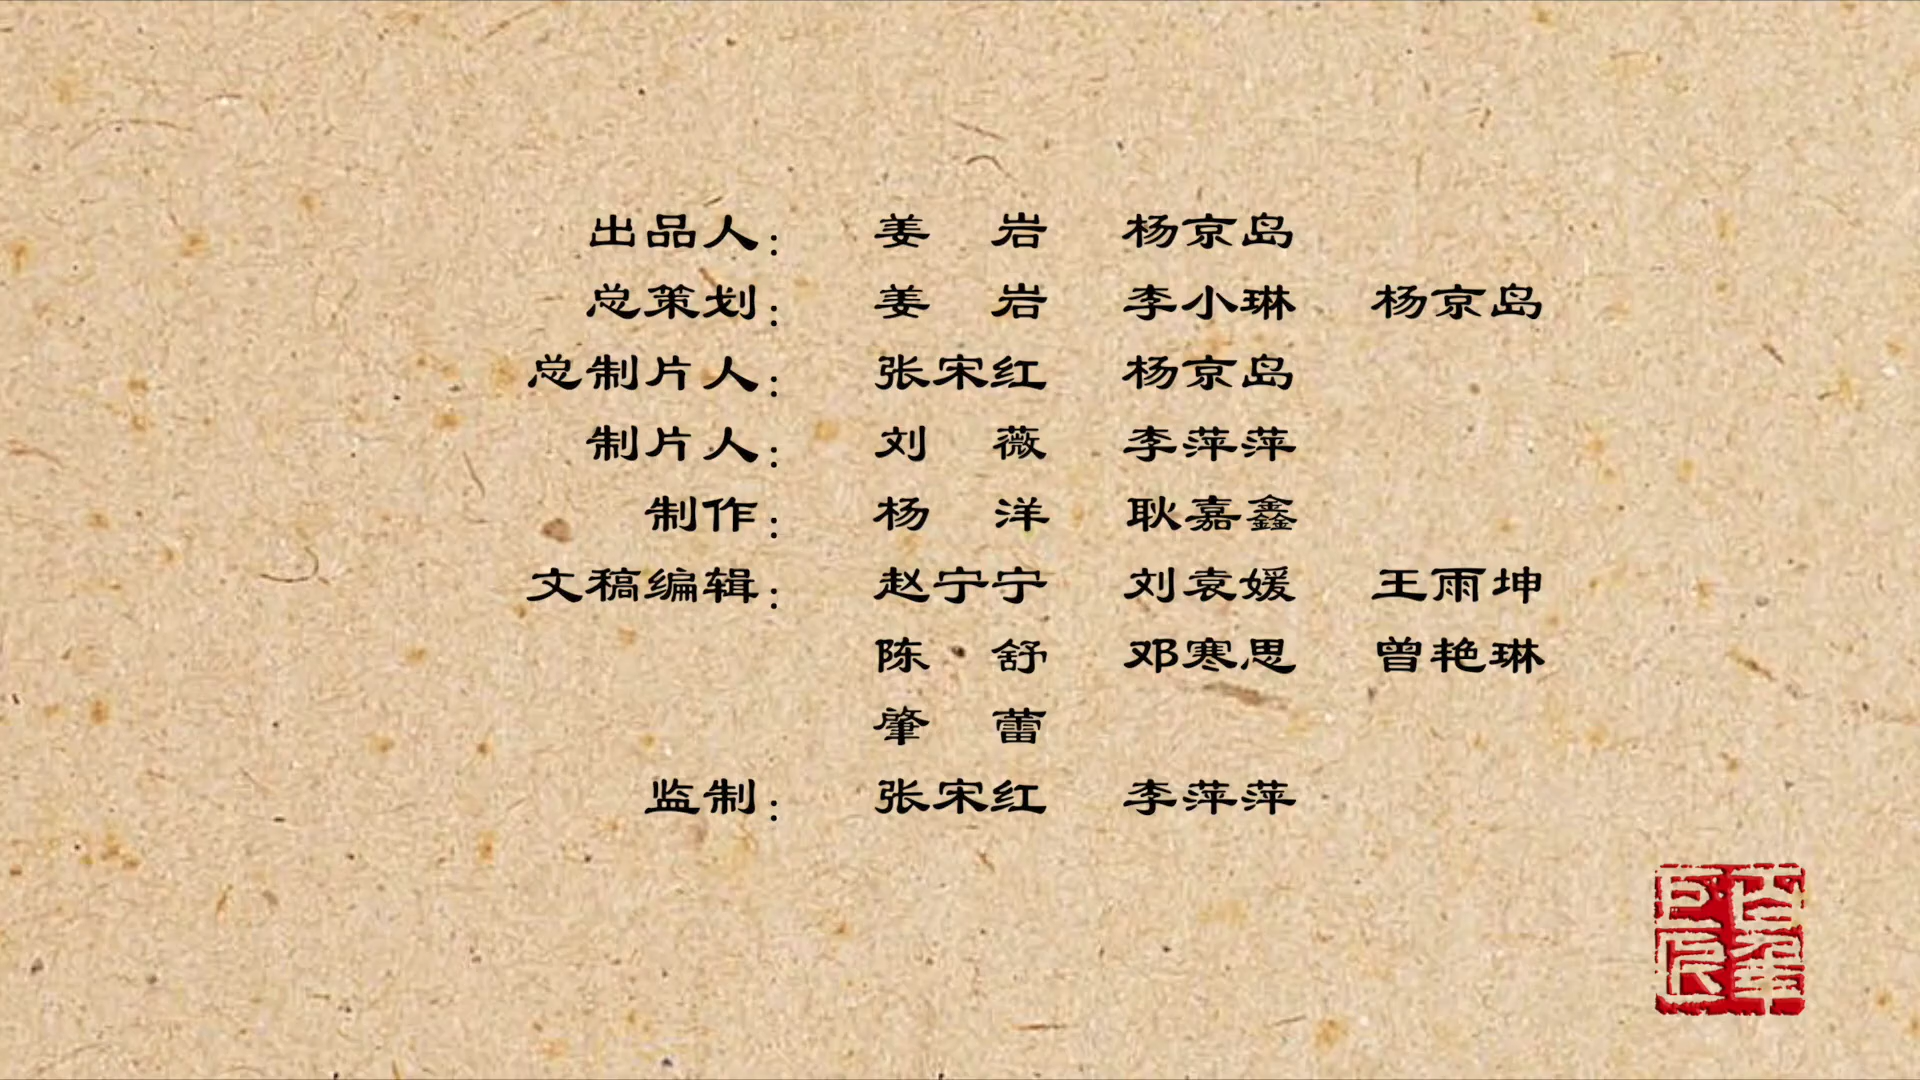 出品人： 姜 岩 杨京岛
总策划： 姜 岩 李小琳 杨京岛
总制片人： 张宋红 杨京岛
制片人： 刘 薇 李萍萍
制作： 杨 洋 耿嘉鑫
文稿编辑： 赵宁宁 刘袁媛 王雨坤
陈 舒 邓寒思 曾艳琳
肇 蕾
监制： 张宋红 李萍萍